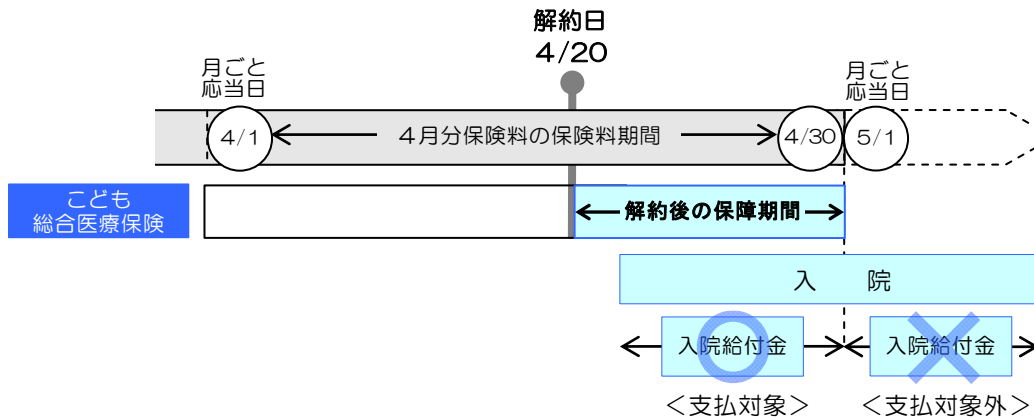 解約日
4/20
月ごと
応当日
月ごと
応当日
4/1
４月分保険料の保険料期間
4/30
5/1
こども
総合医療保険
解約後の保障期間
入　　院
入院給付金
入院給付金
＜支払対象＞
＜支払対象外＞